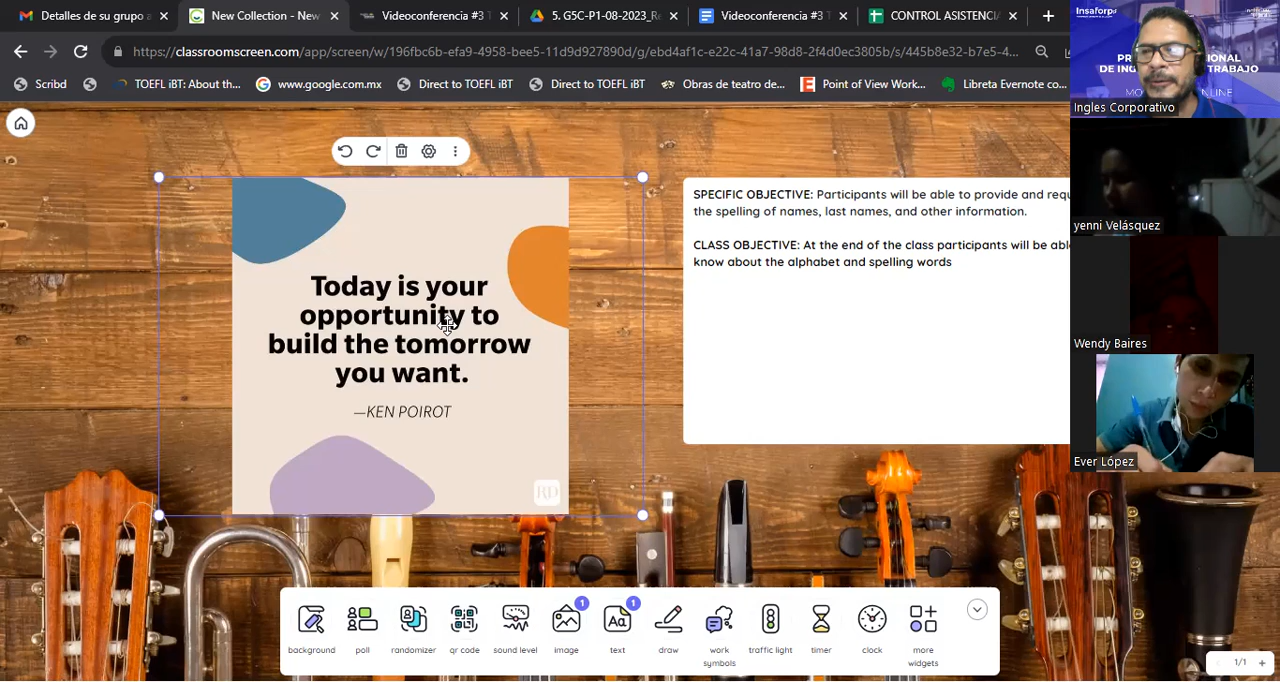 Detalles de su grupo a
New Collection - New
Videoconferencia #3 T
5. G5C-P1-08-2023_R
Videoconferencia #3 T
CONTROL ASISTENCIA
https://classroomscreen.com/app/screen/w/196fbc6b-efa9-4958-bee5-11d9d927890d/g/ebd4af1c-e22c-41a7-98d8-2f4d0ec3805b/s/445b8e32-b7e5-4...
Scribd
TOEFL iBT: About th...
www.google.com.mx
Direct to TOEFL iBT
Direct to TOEFL iBT
Obras de teatro de...
Point of View Work...
Libreta Evernote co...
Today is your
opportunity to
build the tomorrow
you want.
—KEN POIROT
RD
SPECIFIC OBJECTIVE: Participants will be able to provide and requ
the spelling of names, last names, and other information.
CLASS OBJECTIVE: At the end of the class participants will be abl
know about the alphabet and spelling words
Insaforp
Ingles Corporativo
yenni Velásquez
Wendy Baires
Ever López
1
1
background
poll
randomizer
qr code
sound level
image
text
draw
work
symbols
traffic light
timer
clock
more
widgets
1/1